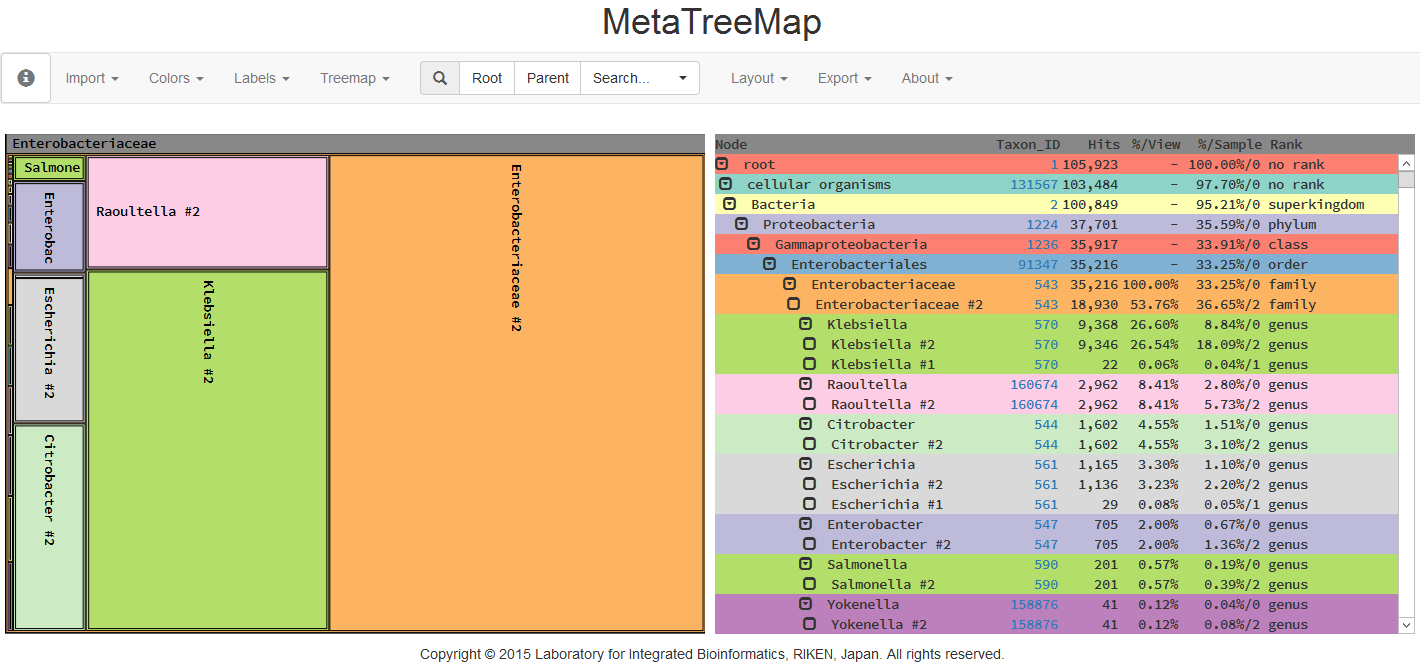 MetaTreeMap
Import Colors Labels Treemap Root Parent Search... Layout Export About
Enterobacteriaceae
Salmone
Enterobac
Escherichia #2
Citrobacter #2
Raoultella #2
Klebsiella #2
Enterobacteriaceae #2
Node Taxon_ID Hits %/View %/Sample Rank
root 1 105,923 – 100.00%/0 no rank
cellular organisms 131567 103,484 – 97.70%/0 no rank
Bacteria 2 100,849 – 95.21%/0 superkingdom
Proteobacteria 1224 37,701 – 35.59%/0 phylum
Gammaproteobacteria 1236 35,917 – 33.91%/0 class
Enterobacteriales 91347 35,216 – 33.25%/0 order
Enterobacteriaceae 543 35,216 100.00% 33.25%/0 family
Enterobacteriaceae #2 543 18,930 53.76% 36.65%/2 family
Klebsiella 570 9,368 26.60% 8.84%/0 genus
Klebsiella #2 570 9,346 26.54% 18.09%/2 genus
Klebsiella #1 570 22 0.06% 0.04%/1 genus
Raoultella 160674 2,962 8.41% 2.80%/0 genus
Raoultella #2 160674 2,962 8.41% 5.73%/2 genus
Citrobacter 544 1,602 4.55% 1.51%/0 genus
Citrobacter #2 544 1,602 4.55% 3.10%/2 genus
Escherichia 561 1,165 3.30% 1.10%/0 genus
Escherichia #2 561 1,136 3.23% 2.20%/2 genus
Escherichia #1 561 29 0.08% 0.05%/1 genus
Enterobacter 547 705 2.00% 0.67%/0 genus
Enterobacter #2 547 705 2.00% 1.36%/2 genus
Salmonella 590 201 0.57% 0.19%/0 genus
Salmonella #2 590 201 0.57% 0.39%/2 genus
Yokenella 158876 41 0.12% 0.04%/0 genus
Yokenella #2 158876 41 0.12% 0.08%/2 genus
Copyright © 2015 Laboratory for Integrated Bioinformatics, RIKEN, Japan. All rights reserved.